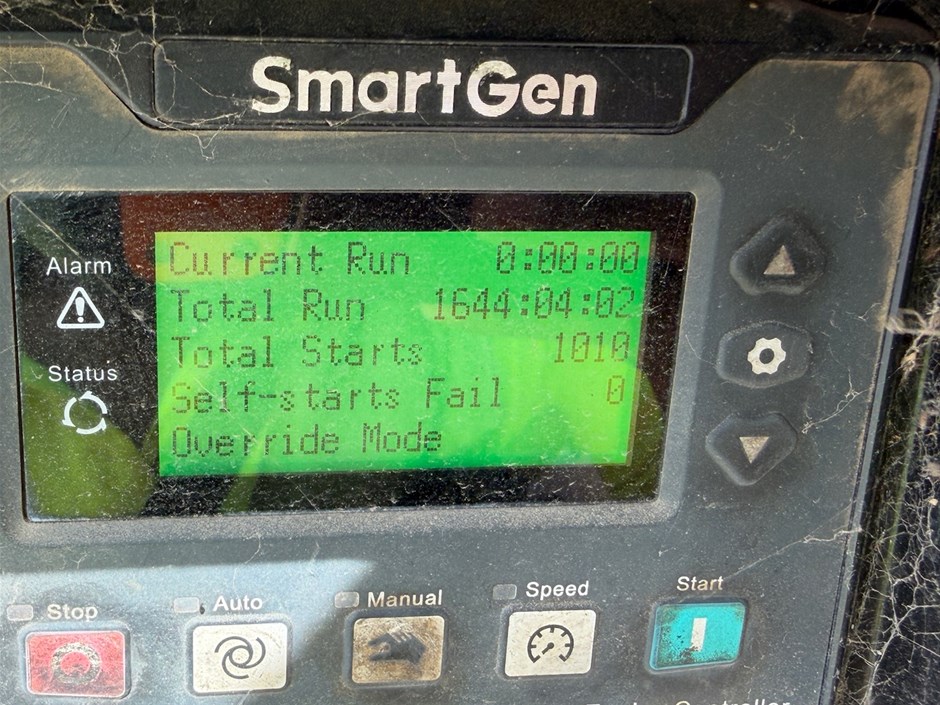 SmartGen
Alarm
Status
Current Run 0:00:00
Total Run 1644:04:02
Total Starts 1010
Self-starts Fail 0
Override Mode
Stop
Auto
Manual
Speed
Start
Controller